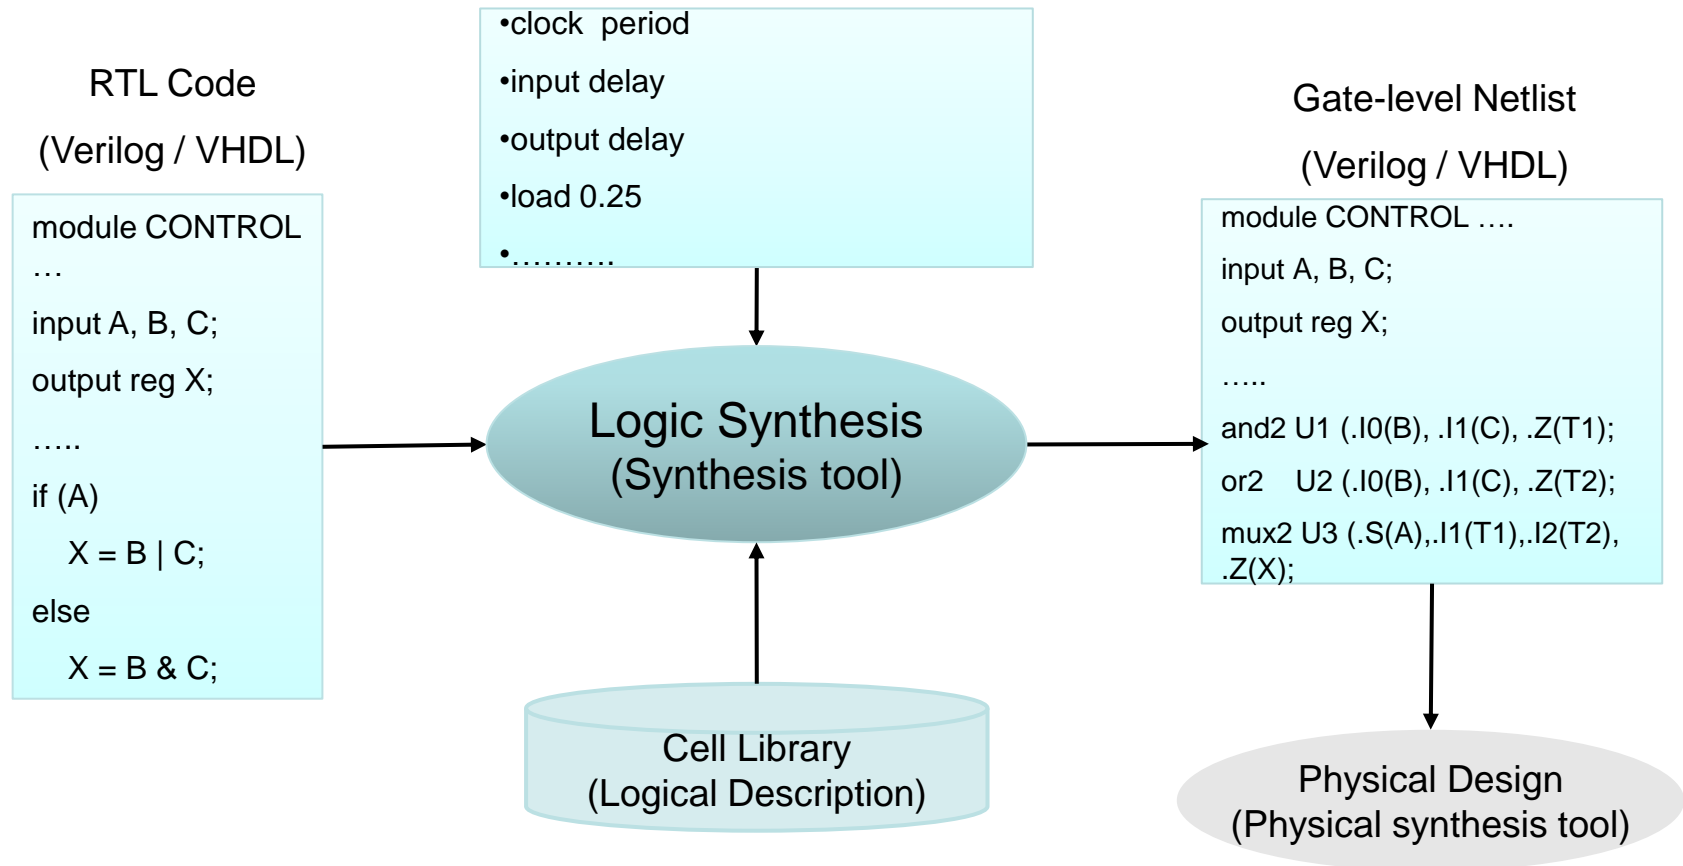 RTL Code
(Verilog / VHDL)
module CONTROL
…
input A, B, C;
output reg X;
…..
if (A)
X = B | C;
else
X = B & C;
•clock  period
•input delay
•output delay
•load 0.25
•……….
Logic Synthesis
(Synthesis tool)
Cell Library
(Logical Description)
Gate-level Netlist
(Verilog / VHDL)
module CONTROL ….
input A, B, C;
output reg X;
…..
and2 U1 (.I0(B), .I1(C), .Z(T1);
or2    U2 (.I0(B), .I1(C), .Z(T2);
mux2 U3 (.S(A),.I1(T1),.I2(T2),
.Z(X);
Physical Design
(Physical synthesis tool)